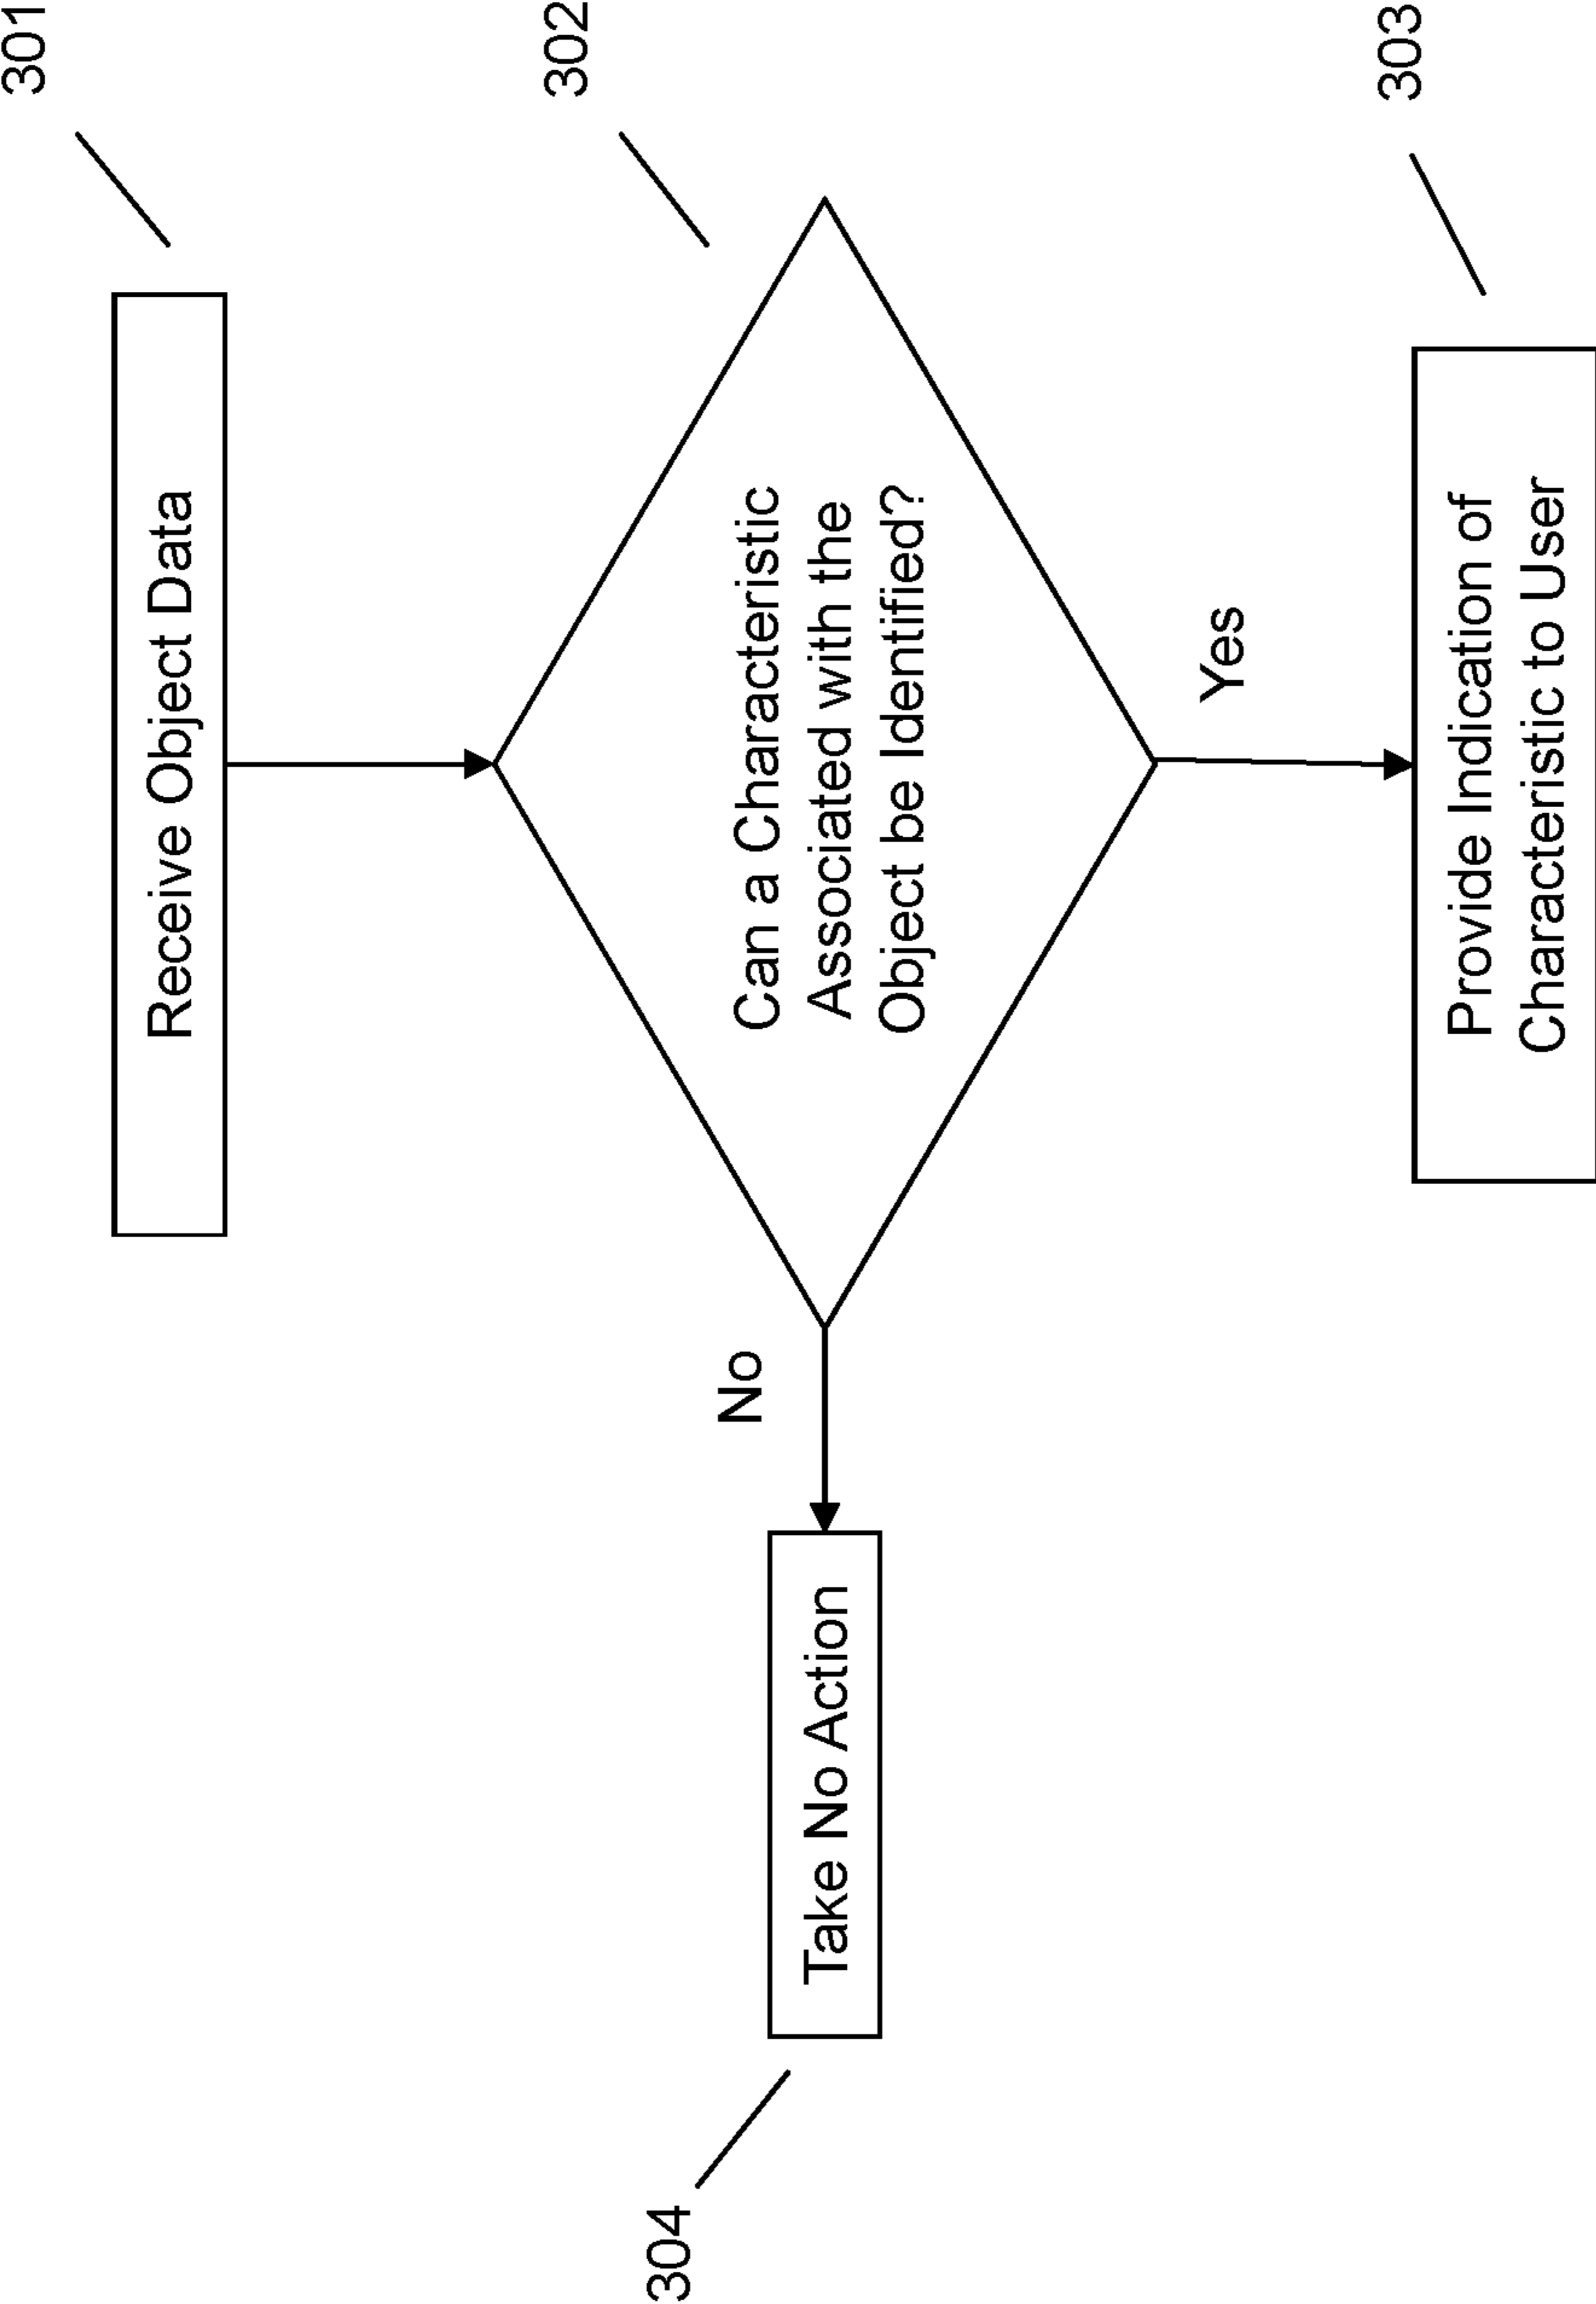 301
Receive Object Data
302
Can a Characteristic
Associated with the
Object be Identified?
No
Take No Action
304
Yes
303
Provide Indication of
Characteristic to User